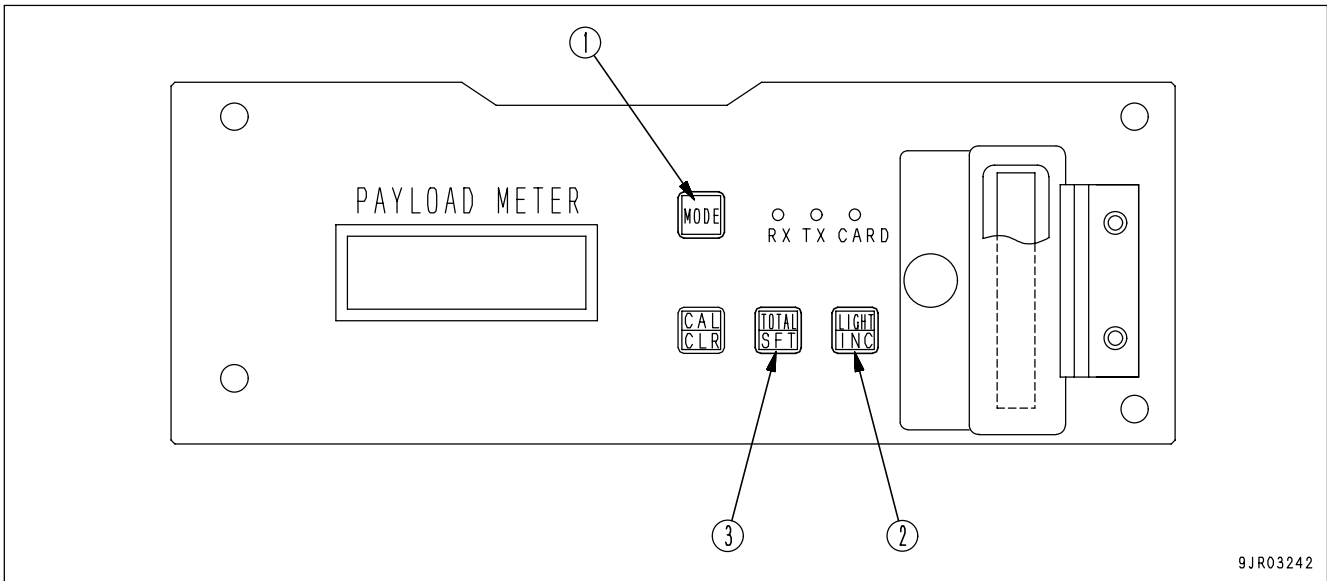 1
PAYLOAD METER
MODE
RX TX CARD
CAL
CLR
TOTAL
SFT
LIGHT
INC
3
2
9JR03242